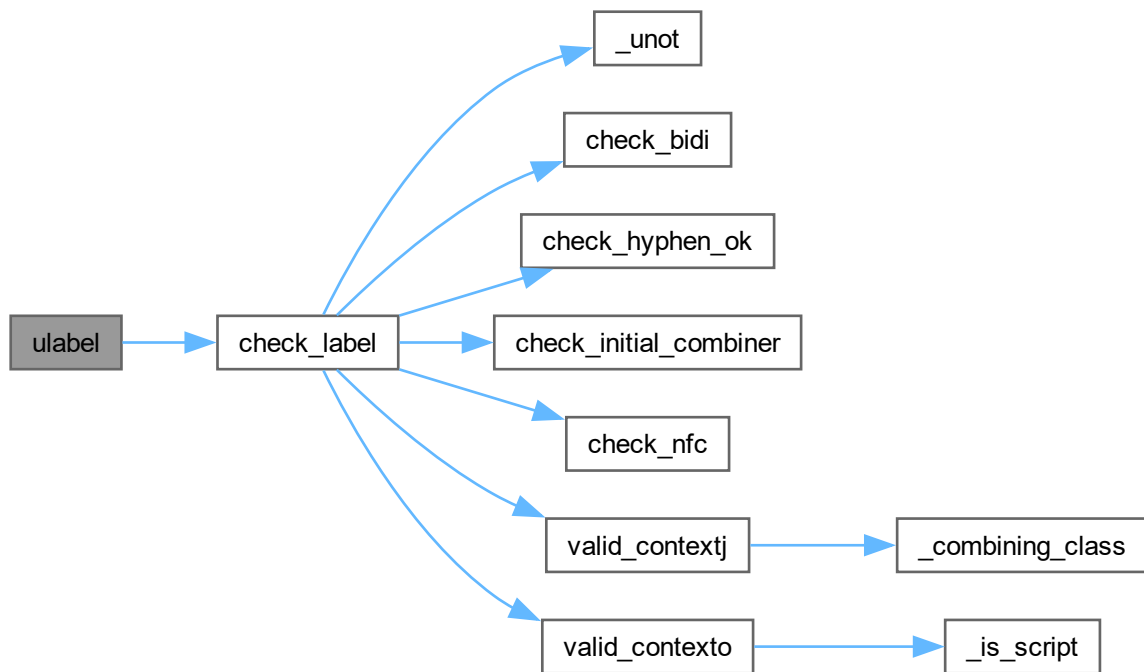 _unot
check_bidi
check_hyphen_ok
ulabel
check_label
check_initial_combiner
check_nfc
valid_contextj
_combining_class
valid_contexto
_is_script